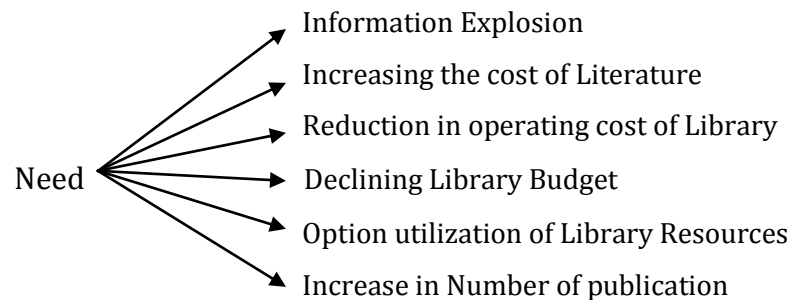 Need
Information Explosion
Increasing the cost of Literature
Reduction in operating cost of Library
Declining Library Budget
Option utilization of Library Resources
Increase in Number of publication